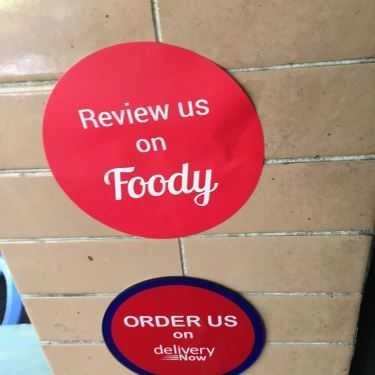 Review us
on
Foody
ORDER US
on
delivery
Now